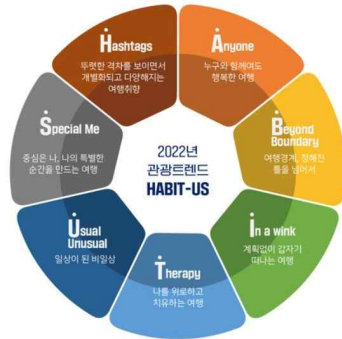 Hashtags
뚜렷한 격차를 보이면서
개별화되고 다양해지는
여행취향
Anyone
누구와 함께여도
행복한 여행
Beyond
Boundary
여행경계, 정해진
틀을 넘어서
In a wink
계획없이 갑자기
떠나는 여행
Therapy
나를 위로하고
치유하는 여행
Usual
Unusual
일상이 된 비일상
Special Me
중심은 나, 나의 특별한
순간을 만드는 여행
2022년
관광트렌드
HABIT-US